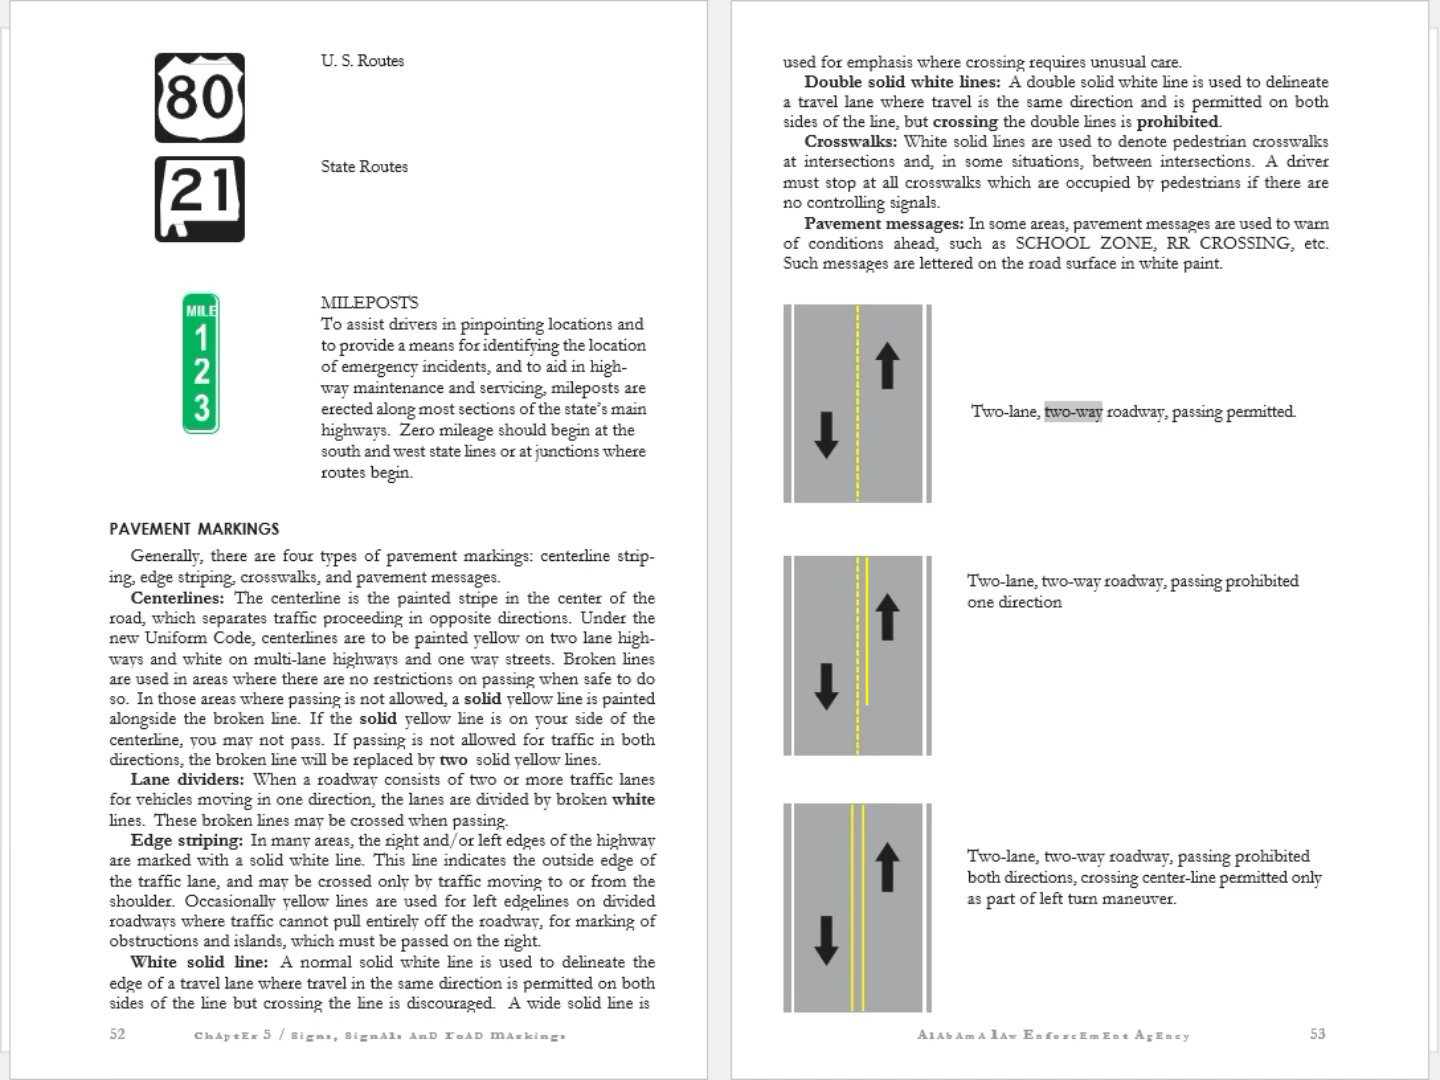 80
U. S. Routes
21
State Routes
MILE
1
2
3
MILEPOSTS
To assist drivers in pinpointing locations and
to provide a means for identifying the location
of emergency incidents, and to aid in high-
way maintenance and servicing, mileposts are
erected along most sections of the state's main
highways. Zero mileage should begin at the
south and west state lines or at junctions where
routes begin.
PAVEMENT MARKINGS
Generally, there are four types of pavement markings: centerline strip-
ing, edge striping, crosswalks, and pavement messages.
Centerlines: The centerline is the painted stripe in the center of the
road, which separates traffic proceeding in opposite directions. Under the
new Uniform Code, centerlines are to be painted yellow on two lane high-
ways and white on multi-lane highways and one way streets. Broken lines
are used in areas where there are no restrictions on passing when safe to do
so. In those areas where passing is not allowed, a solid yellow line is painted
alongside the broken line. If the solid yellow line is on your side of the
centerline, you may not pass. If passing is not allowed for traffic in both
directions, the broken line will be replaced by two solid yellow lines.
Lane dividers: When a roadway consists of two or more traffic lanes
for vehicles moving in one direction, the lanes are divided by broken white
lines. These broken lines may be crossed when passing.
Edge striping: In many areas, the right and/or left edges of the highway
are marked with a solid white line. This line indicates the outside edge of
the traffic lane, and may be crossed only by traffic moving to or from the
shoulder. Occasionally yellow lines are used for left edgelines on divided
roadways where traffic cannot pull entirely off the roadway, for marking of
obstructions and islands, which must be passed on the right.
White solid line: A normal solid white line is used to delineate the
edge of a travel lane where travel in the same direction is permitted on both
sides of the line but crossing the line is discouraged. A wide solid line is
52 ChAptEr 5 / Signs, SignAls AnD roAD mArkings
used for emphasis where crossing requires unusual care.
Double solid white lines: A double solid white line is used to delineate
a travel lane where travel is the same direction and is permitted on both
sides of the line, but crossing the double lines is prohibited.
Crosswalks: White solid lines are used to denote pedestrian crosswalks
at intersections and, in some situations, between intersections. A driver
must stop at all crosswalks which are occupied by pedestrians if there are
no controlling signals.
Pavement messages: In some areas, pavement messages are used to warn
of conditions ahead, such as SCHOOL ZONE, RR CROSSING, etc.
Such messages are lettered on the road surface in white paint.
Two-lane, two-way roadway, passing permitted.
Two-lane, two-way roadway, passing prohibited
one direction
Two-lane, two-way roadway, passing prohibited
both directions, crossing center-line permitted only
as part of left turn maneuver.
AlAbAmA lAw EnforcEmEnt AgEncy 53